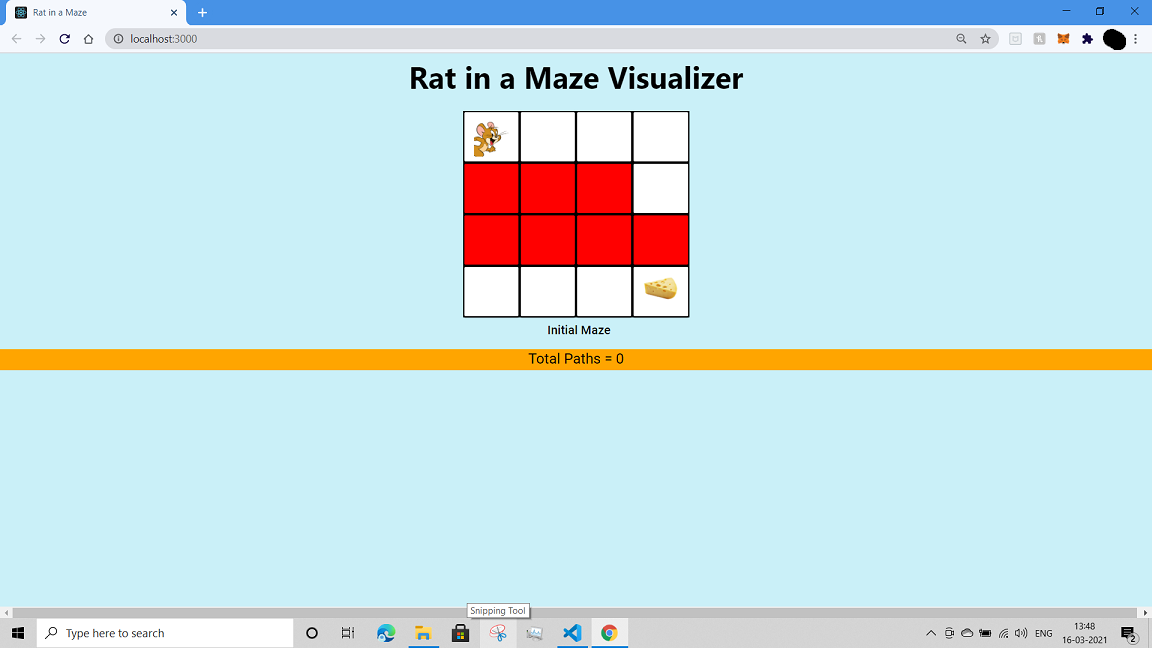 Rat in a Maze
localhost:3000
Rat in a Maze Visualizer
Initial Maze
Total Paths = 0
Snipping Tool
Type here to search
ENG
13:48
16-03-2021
2